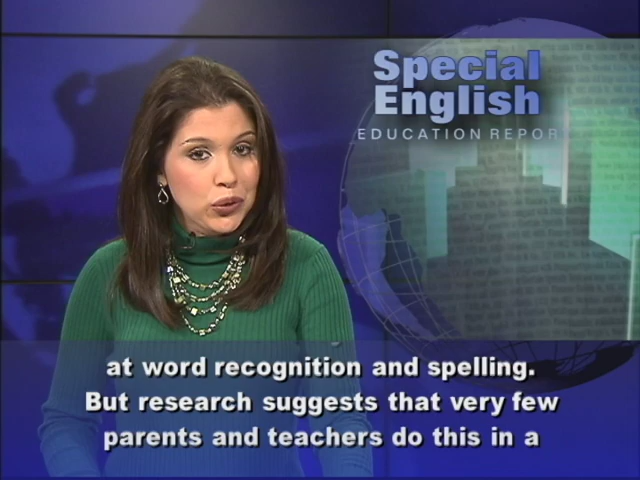 Special
English
EDUCATION REPOR
at word recognition and spelling.
But research suggests that very few
parents and teachers do this in a